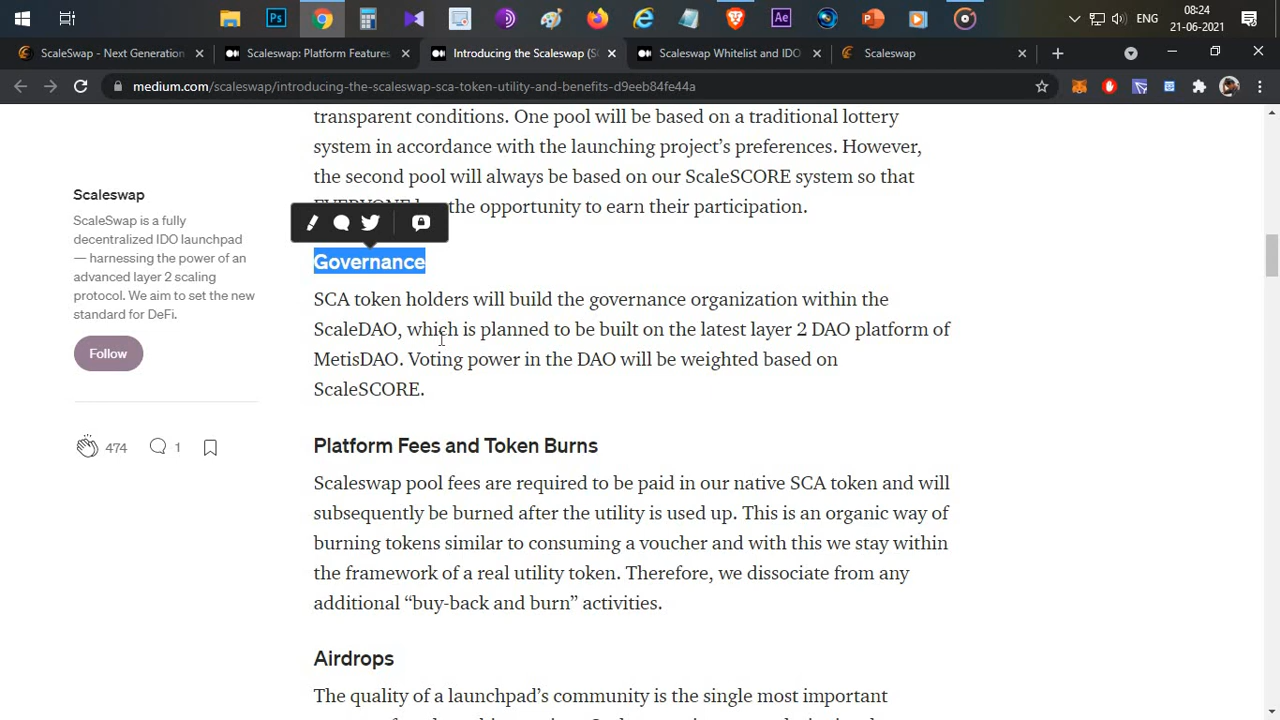 08:24
ENG
21-06-2021
ScaleSwap - Next Generation
Scaleswap: Platform Features
Introducing the Scaleswap (S
Scaleswap Whitelist and IDO
Scaleswap
medium.com/scaleswap/introducing-the-scaleswap-sca-token-utility-and-benefits-d9eeb84fe44a
transparent conditions. One pool will be based on a traditional lottery
system in accordance with the launching project's preferences. However,
the second pool will always be based on our ScaleSCORE system so that
EVERYONE the opportunity to earn their participation.
Scaleswap
ScaleSwap is a fully
decentralized IDO launchpad
— harnessing the power of an
advanced layer 2 scaling
protocol. We aim to set the new
standard for DeFi.
Follow
474
1
Governance
SCA token holders will build the governance organization within the
ScaleDAO, which is planned to be built on the latest layer 2 DAO platform of
MetisDAO. Voting power in the DAO will be weighted based on
ScaleSCORE.
Platform Fees and Token Burns
Scaleswap pool fees are required to be paid in our native SCA token and will
subsequently be burned after the utility is used up. This is an organic way of
burning tokens similar to consuming a voucher and with this we stay within
the framework of a real utility token. Therefore, we dissociate from any
additional “buy-back and burn” activities.
Airdrops
The quality of a launchpad's community is the single most important